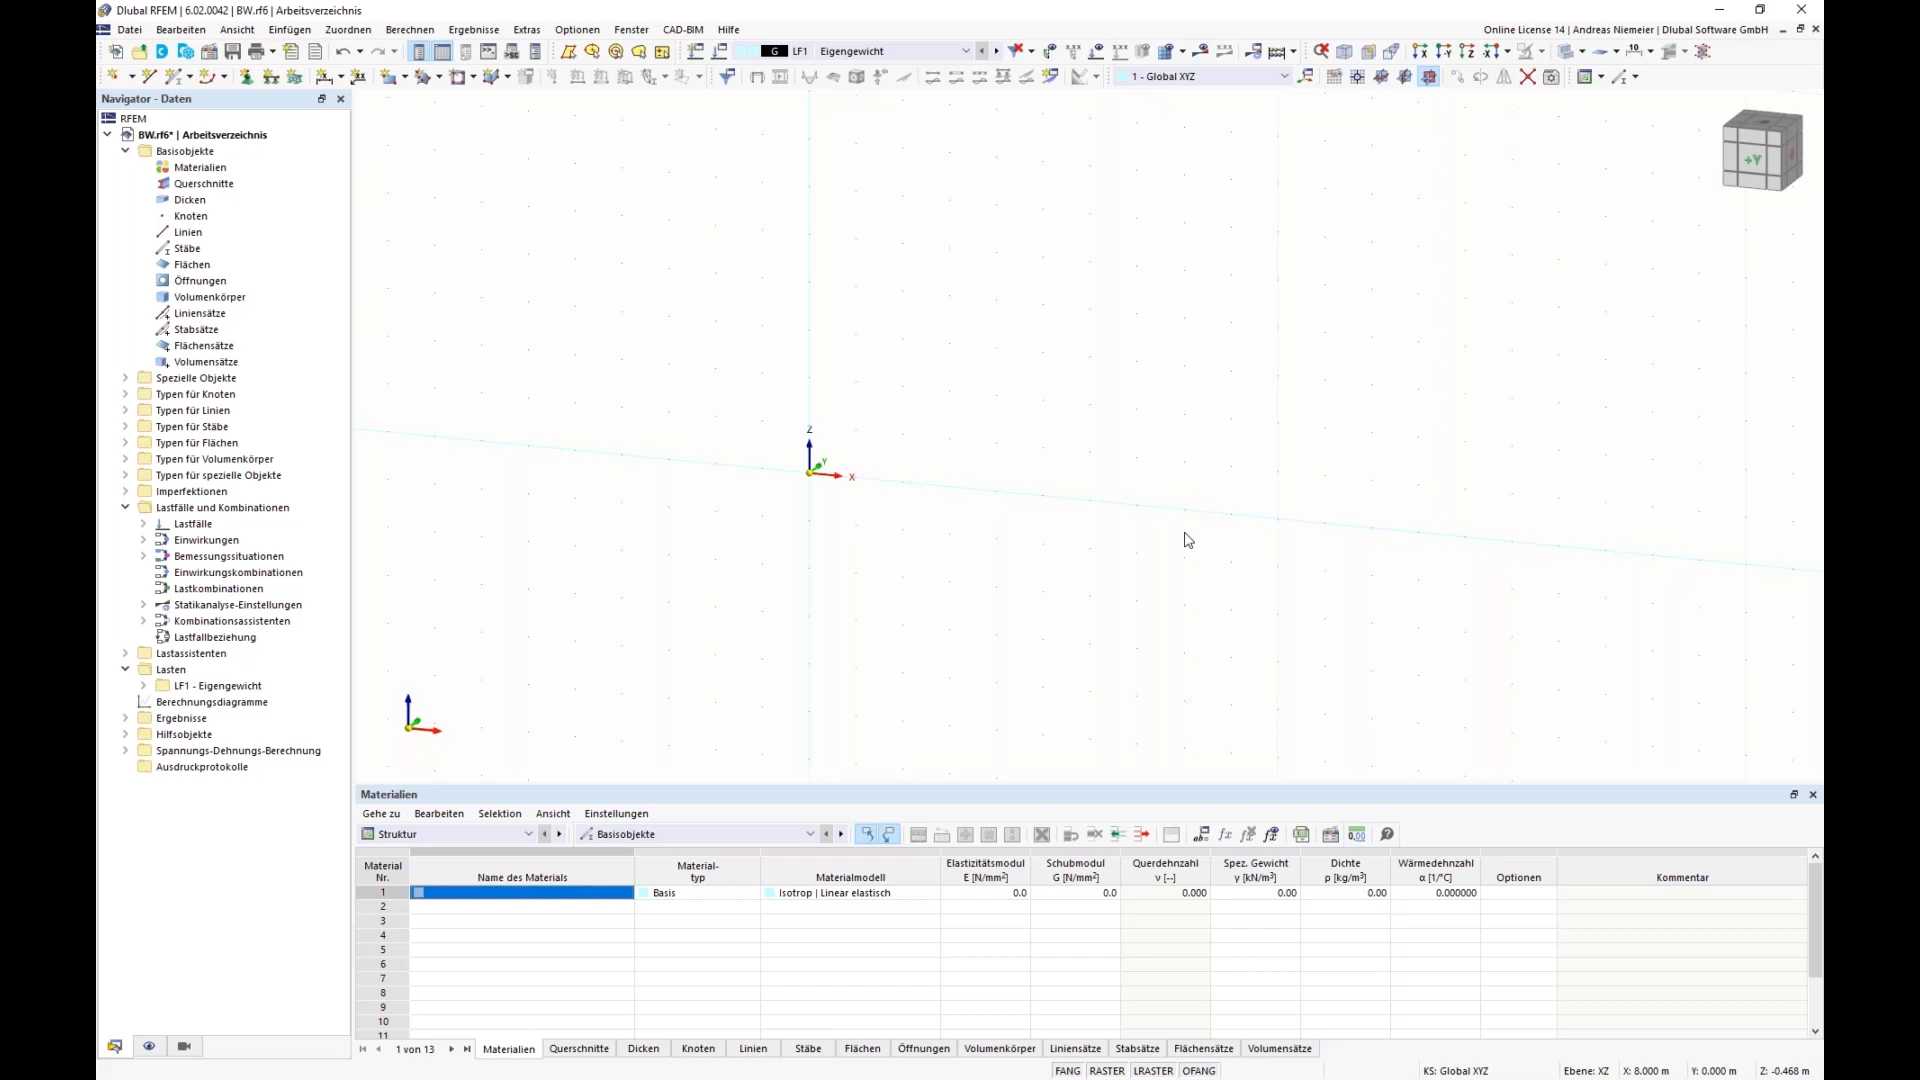 Dlubal RFEM | 6.02.0042 | BW.rf6 | Arbeitsverzeichnis
Datei Bearbeiten Ansicht Einfügen Zuordnen Berechnen Ergebnisse Extras Optionen Fenster CAD-BIM Hilfe
Online License 14 | Andreas Niemeier | Dlubal Software GmbH
G LF1 Eigengewicht
1 - Global XYZ
Navigator - Daten
RFEM
BW.rf6* | Arbeitsverzeichnis
Basisobjekte
Materialien
Querschnitte
Dicken
Knoten
Linien
Stäbe
Flächen
Öffnungen
Volumenkörper
Liniensätze
Stabsätze
Flächensätze
Volumensätze
Spezielle Objekte
Typen für Knoten
Typen für Linien
Typen für Stäbe
Typen für Flächen
Typen für Volumenkörper
Typen für spezielle Objekte
Imperfektionen
Lastfälle und Kombinationen
Lastfälle
Einwirkungen
Bemessungssituationen
Einwirkungskombinationen
Lastkombinationen
Statikanalyse-Einstellungen
Kombinationsassistenten
Lastfallbeziehung
Lastassistenten
Lasten
LF1 - Eigengewicht
Berechnungsdiagramme
Ergebnisse
Hilfsobjekte
Spannungs-Dehnungs-Berechnung
Ausdruckprotokolle
+Y
Z
Y
X
Materialien
Gehe zu Bearbeiten Selektion Ansicht Einstellungen
Struktur Basisobjekte
Material Material- Elastizitätsmodul Schubmodul Querdehnzahl Spez. Gewicht Dichte Wärmedehnzahl
Nr. Name des Materials typ Materialmodell E [N/mm²] G [N/mm²] ν [--] γ [kN/m³] ρ [kg/m³] α [1/°C] Optionen Kommentar
1 Basis Isotrop | Linear elastisch 0.0 0.0 0.000 0.00 0.00 0.000000
2
3
4
5
6
7
8
9
10
11
1 von 13 Materialien Querschnitte Dicken Knoten Linien Stäbe Flächen Öffnungen Volumenkörper Liniensätze Stabsätze Flächensätze Volumensätze
FANG RASTER LRASTER OFANG KS: Global XYZ Ebene: XZ X: 8.000 m Y: 0.000 m Z: -0.468 m